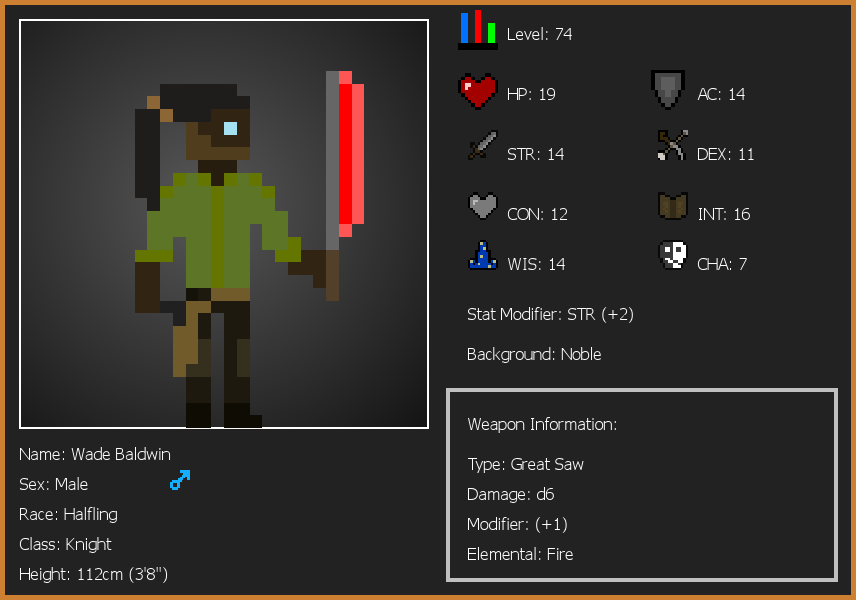 Level: 74
HP: 19
AC: 14
STR: 14
DEX: 11
CON: 12
INT: 16
WIS: 14
CHA: 7
Stat Modifier: STR (+2)
Background: Noble
Weapon Information:
Type: Great Saw
Damage: d6
Modifier: (+1)
Elemental: Fire
Name: Wade Baldwin
Sex: Male
Race: Halfling
Class: Knight
Height: 112cm (3'8")